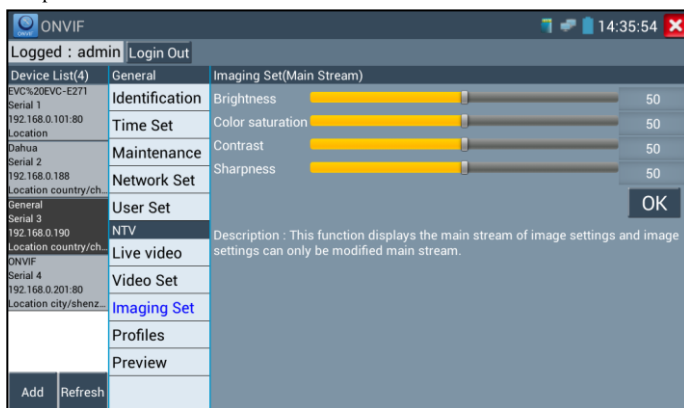 ONVIF
14:35:54
Logged : admin
Login Out
Device List(4)
EVC%20EVC-E271
Serial 1
192.168.0.101:80
Location
Dahua
Serial 2
192.168.0.188
Location country/ch...
General
Serial 3
192.168.0.190
Location country/ch...
ONVIF
Serial 4
192.168.0.201:80
Location city/shenz...
Add
Refresh
General
Identification
Time Set
Maintenance
Network Set
User Set
NTV
Live video
Video Set
Imaging Set
Profiles
Preview
Imaging Set(Main Stream)
Brightness 50
Color saturation 50
Contrast 50
Sharpness 50
OK
Description : This function displays the main stream of image settings and image
settings can only be modified main stream.